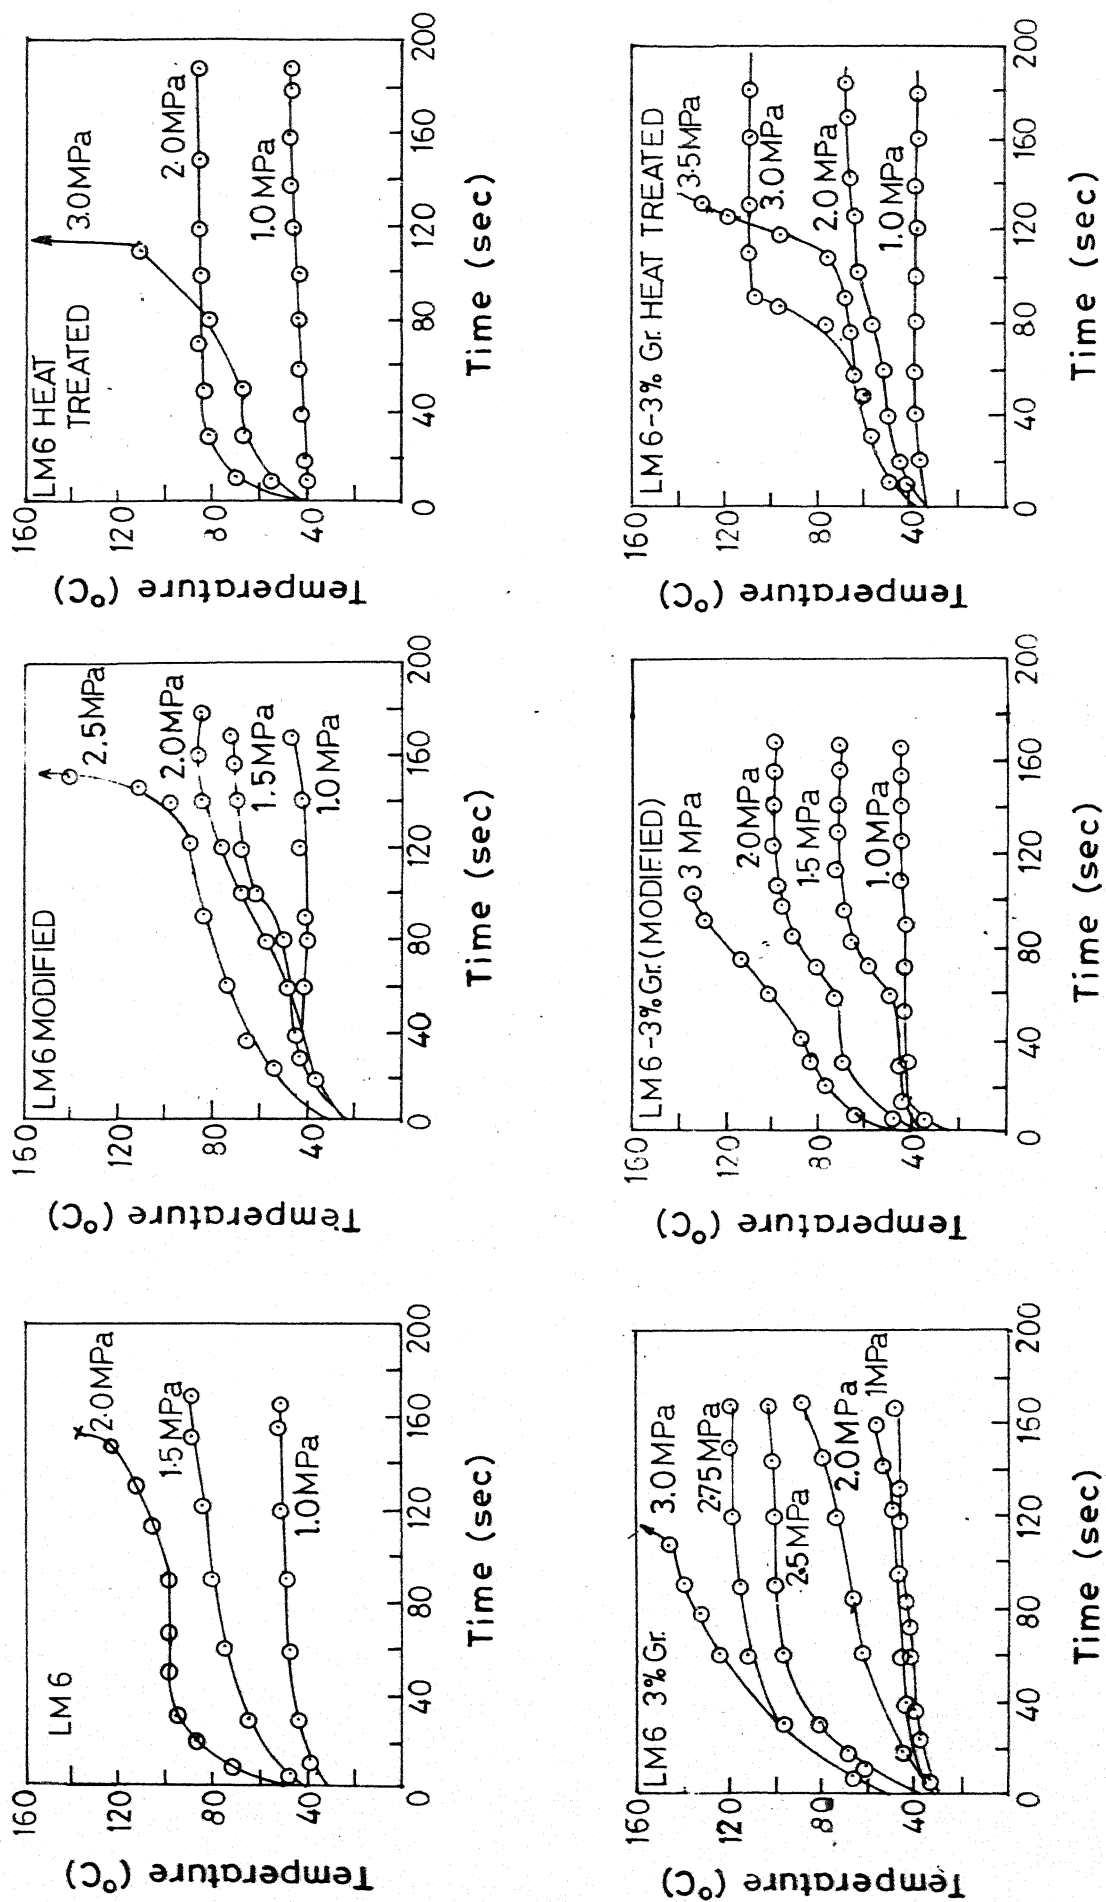 LM6
2.0MPa
1.5MPa
1.0MPa
160
120
80
40
0
40
80
120
160
200
Temperature (°C)
Time (sec)
LM6 MODIFIED
2.5MPa
2.0MPa
1.5MPa
1.0MPa
160
120
80
40
0
40
80
120
160
200
Temperature (°C)
Time (sec)
LM6 HEAT
TREATED
3.0MPa
2.0MPa
1.0MPa
160
120
80
40
0
40
80
120
160
200
Temperature (°C)
Time (sec)
LM6 3% Gr.
3.0MPa
2.75MPa
2.5MPa
2.0MPa
1MPa
160
120
80
40
0
40
80
120
160
200
Temperature (°C)
Time (sec)
LM6-3%Gr.(MODIFIED)
3MPa
2.0MPa
1.5MPa
1.0MPa
160
120
80
40
0
40
80
120
160
200
Temperature (°C)
Time (sec)
LM6-3% Gr. HEAT TREATED
3.5MPa
3.0MPa
2.0MPa
1.0MPa
160
120
80
40
0
40
80
120
160
200
Temperature (°C)
Time (sec)